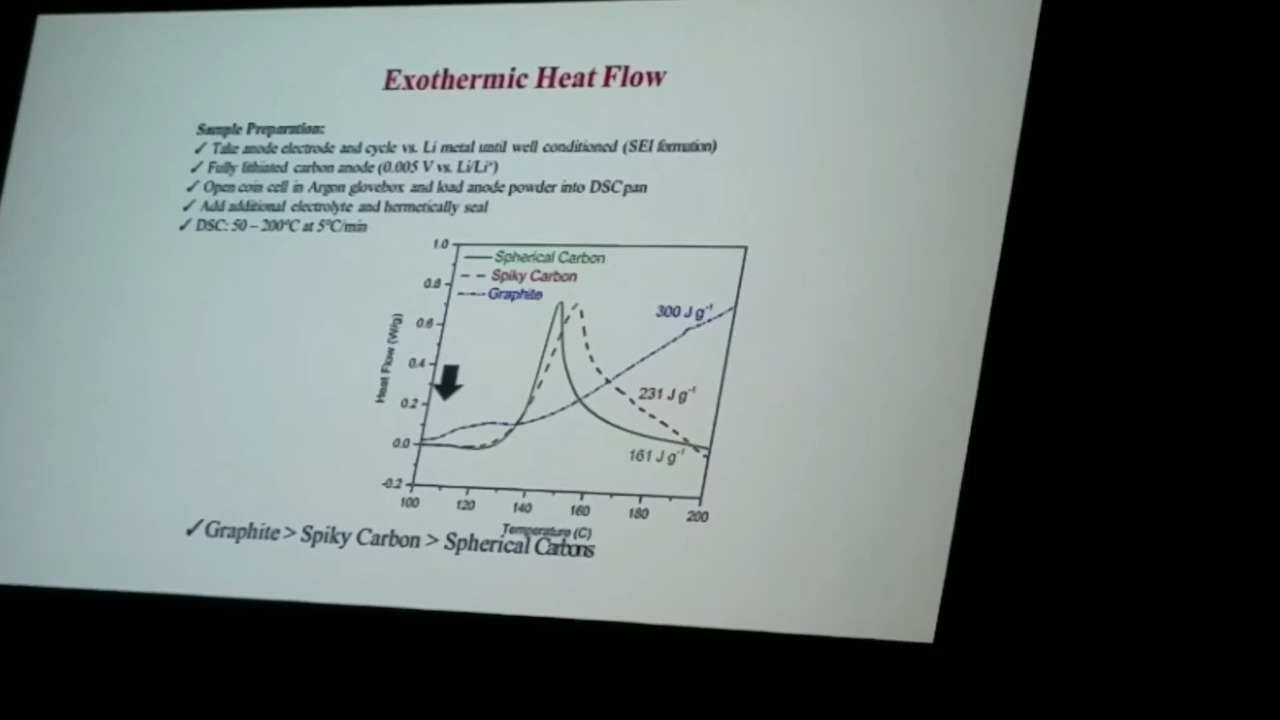 Exothermic Heat Flow
Sample Preparation:
✓ Take anode electrode and cycle vs. Li metal until well conditioned (SEI formation)
✓ Fully lithiated carbon anode (0.005 V vs. Li/Li⁺)
✓ Open coin cell in Argon glovebox and load anode powder into DSC pan
✓ Add additional electrolyte and hermetically seal
✓ DSC: 50 – 200°C at 5°C/min
1.0
Spherical Carbon
Spiky Carbon
0.8
Graphite
300 J g⁻¹
0.6
Heat Flow (W/g)
0.4
231 J g⁻¹
0.2
0.0
161 J g⁻¹
-0.2
100 120 140 160 180 200
Temperature (C)
✓ Graphite > Spiky Carbon > Spherical Carbons